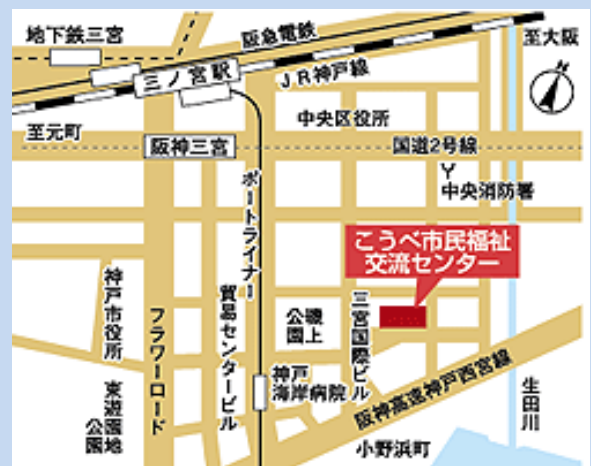 地下鉄三宮
阪急電鉄
至大阪
三ノ宮駅
JR神戸線
中央区役所
至元町
阪神三宮
国道2号線
Y
中央消防署
ポートライナー
こうべ市民福祉
交流センター
神戸市役所
フラワーロード
貿易センタービル
磯上
公園
三宮国際ビル
神戸
海岸病院
阪神高速神戸西宮線
生田川
東遊園地
公園
小野浜町